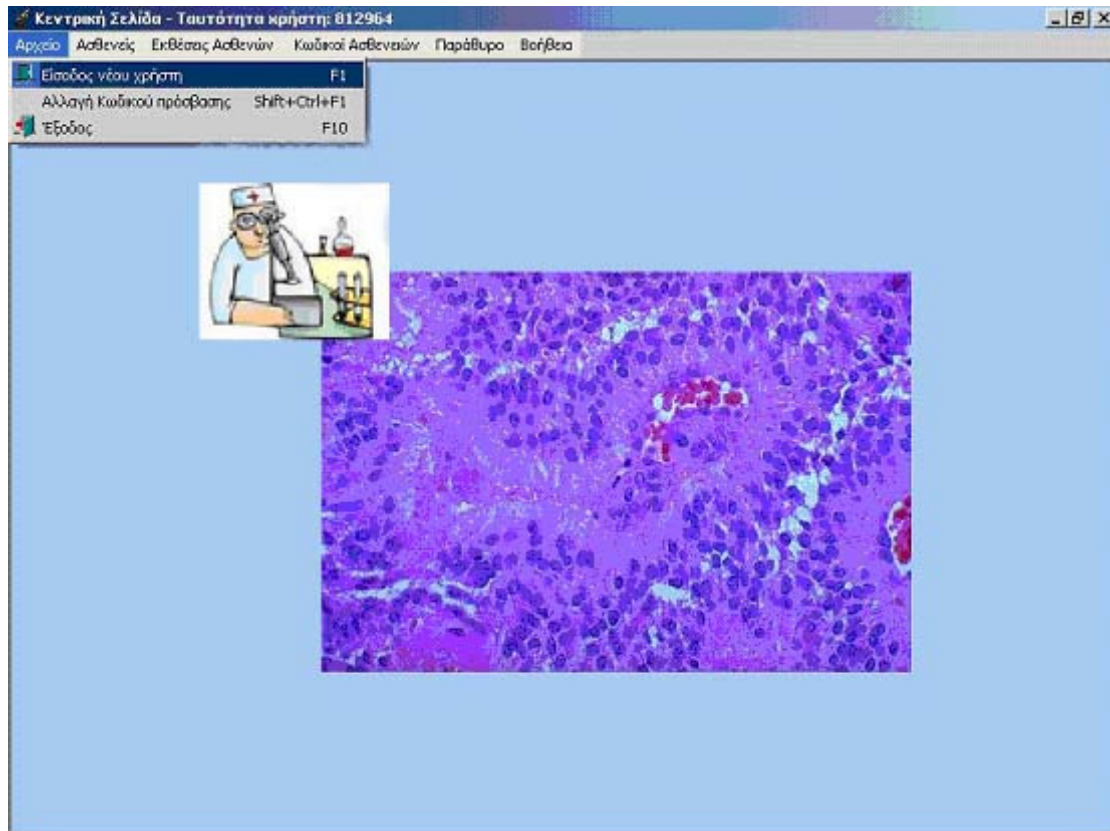 Κεντρική Σελίδα - Ταυτότητα χρήστη: 812964
Αρχείο Ασθενείς Εκθέσεις Ασθενών Κωδικοί Ασθενειών Παράθυρο Βοήθεια
Είσοδος νέου χρήστη F1
Αλλαγή Κωδικού πρόσβασης Shift+Ctrl+F1
Έξοδος F10